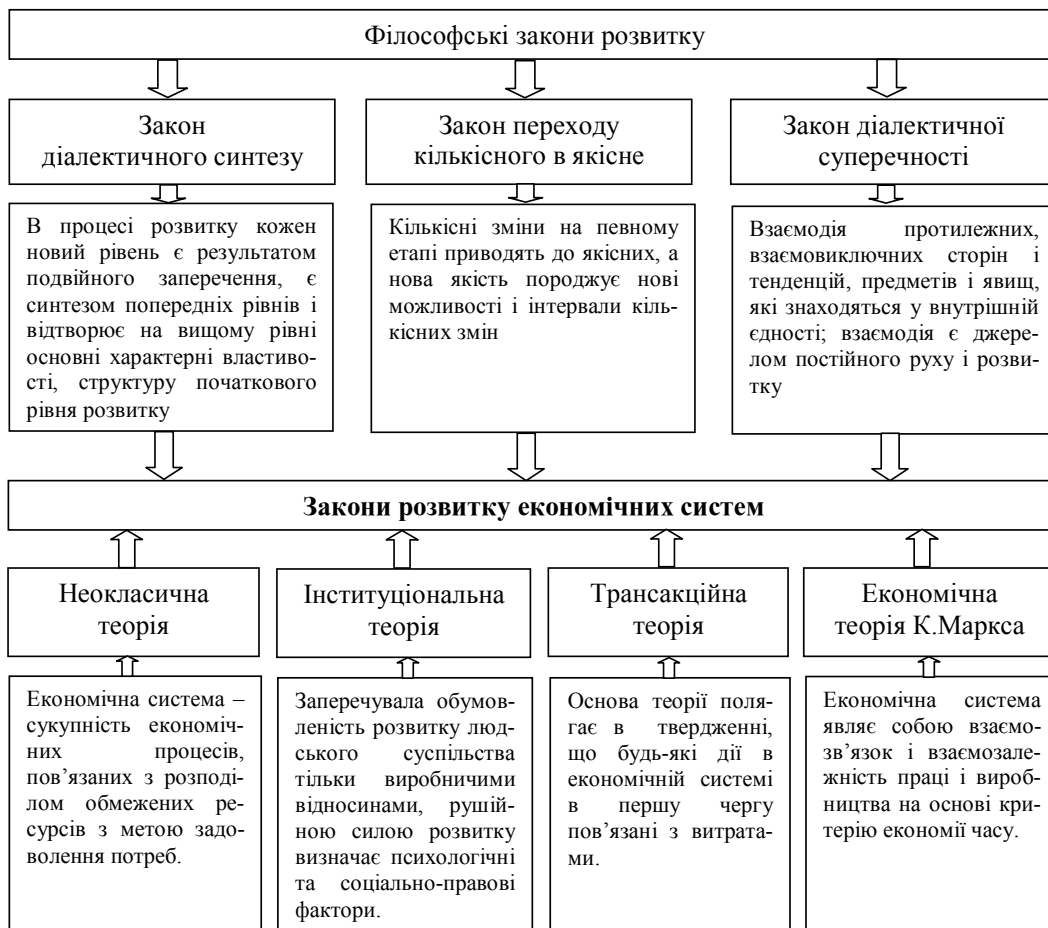 Філософські закони розвитку
Закон
діалектичного синтезу
Закон переходу
кількісного в якісне
Закон діалектичної
суперечності
В процесі розвитку кожен
новий рівень є результатом
подвійного заперечення, є
синтезом попередніх рівнів і
відтворює на вищому рівні
основні характерні властиво-
сті, структуру початкового
рівня розвитку
Кількісні зміни на певному
етапі приводять до якісних, а
нова якість породжує нові
можливості і інтервали кіль-
кісних змін
Взаємодія протилежних,
взаємовиключних сторін і
тенденцій, предметів і явищ,
які знаходяться у внутрішній
єдності; взаємодія є джере-
лом постійного руху і розви-
тку
Закони розвитку економічних систем
Неокласична
теорія
Інституціональна
теорія
Трансакційна
теорія
Економічна
теорія К.Маркса
Економічна система –
сукупність економіч-
них процесів,
пов’язаних з розподі-
лом обмежених ре-
сурсів з метою задо-
волення потреб.
Заперечувала обумов-
леність розвитку люд-
ського суспільства
тільки виробничими
відносинами, рушій-
ною силою розвитку
визначає психологічні
та соціально-правові
фактори.
Основа теорії поля-
гає в твердженні,
що будь-які дії в
економічній системі
в першу чергу
пов’язані з витрата-
ми.
Економічна система
являє собою взаємо-
зв’язок і взаємозале-
жність праці і вироб-
ництва на основі кри-
терію економії часу.